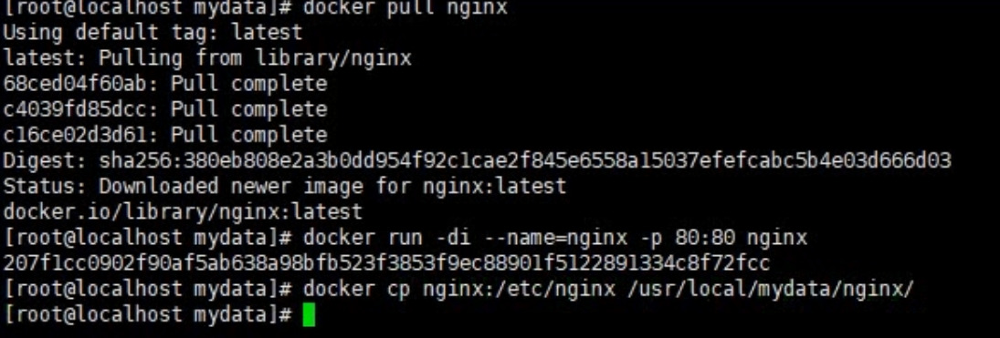 [root@localhost mydata]# docker pull nginx
Using default tag: latest
latest: Pulling from library/nginx
68ced04f60ab: Pull complete
c4039fd85dcc: Pull complete
c16ce02d3d61: Pull complete
Digest: sha256:380eb808e2a3b0dd954f92c1cae2f845e6558a15037efefcabc5b4e03d666d03
Status: Downloaded newer image for nginx:latest
docker.io/library/nginx:latest
[root@localhost mydata]# docker run -di --name=nginx -p 80:80 nginx
207f1cc0902f90af5ab638a98bfb523f3853f9ec88901f5122891334c8f72fcc
[root@localhost mydata]# docker cp nginx:/etc/nginx /usr/local/mydata/nginx/
[root@localhost mydata]#